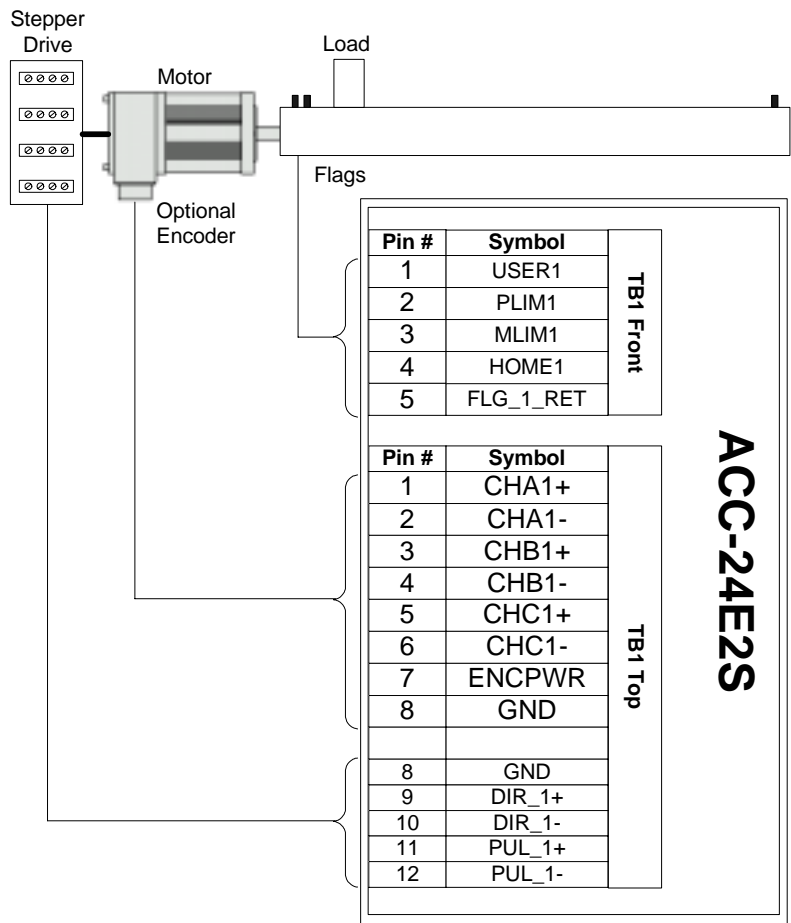 Stepper
Drive
Motor
Load
Flags
Optional
Encoder
Pin # Symbol
1 USER1
2 PLIM1
3 MLIM1
4 HOME1
5 FLG_1_RET
TB1 Front
Pin # Symbol
1 CHA1+
2 CHA1-
3 CHB1+
4 CHB1-
5 CHC1+
6 CHC1-
7 ENCPWR
8 GND
8 GND
9 DIR_1+
10 DIR_1-
11 PUL_1+
12 PUL_1-
TB1 Top
ACC-24E2S